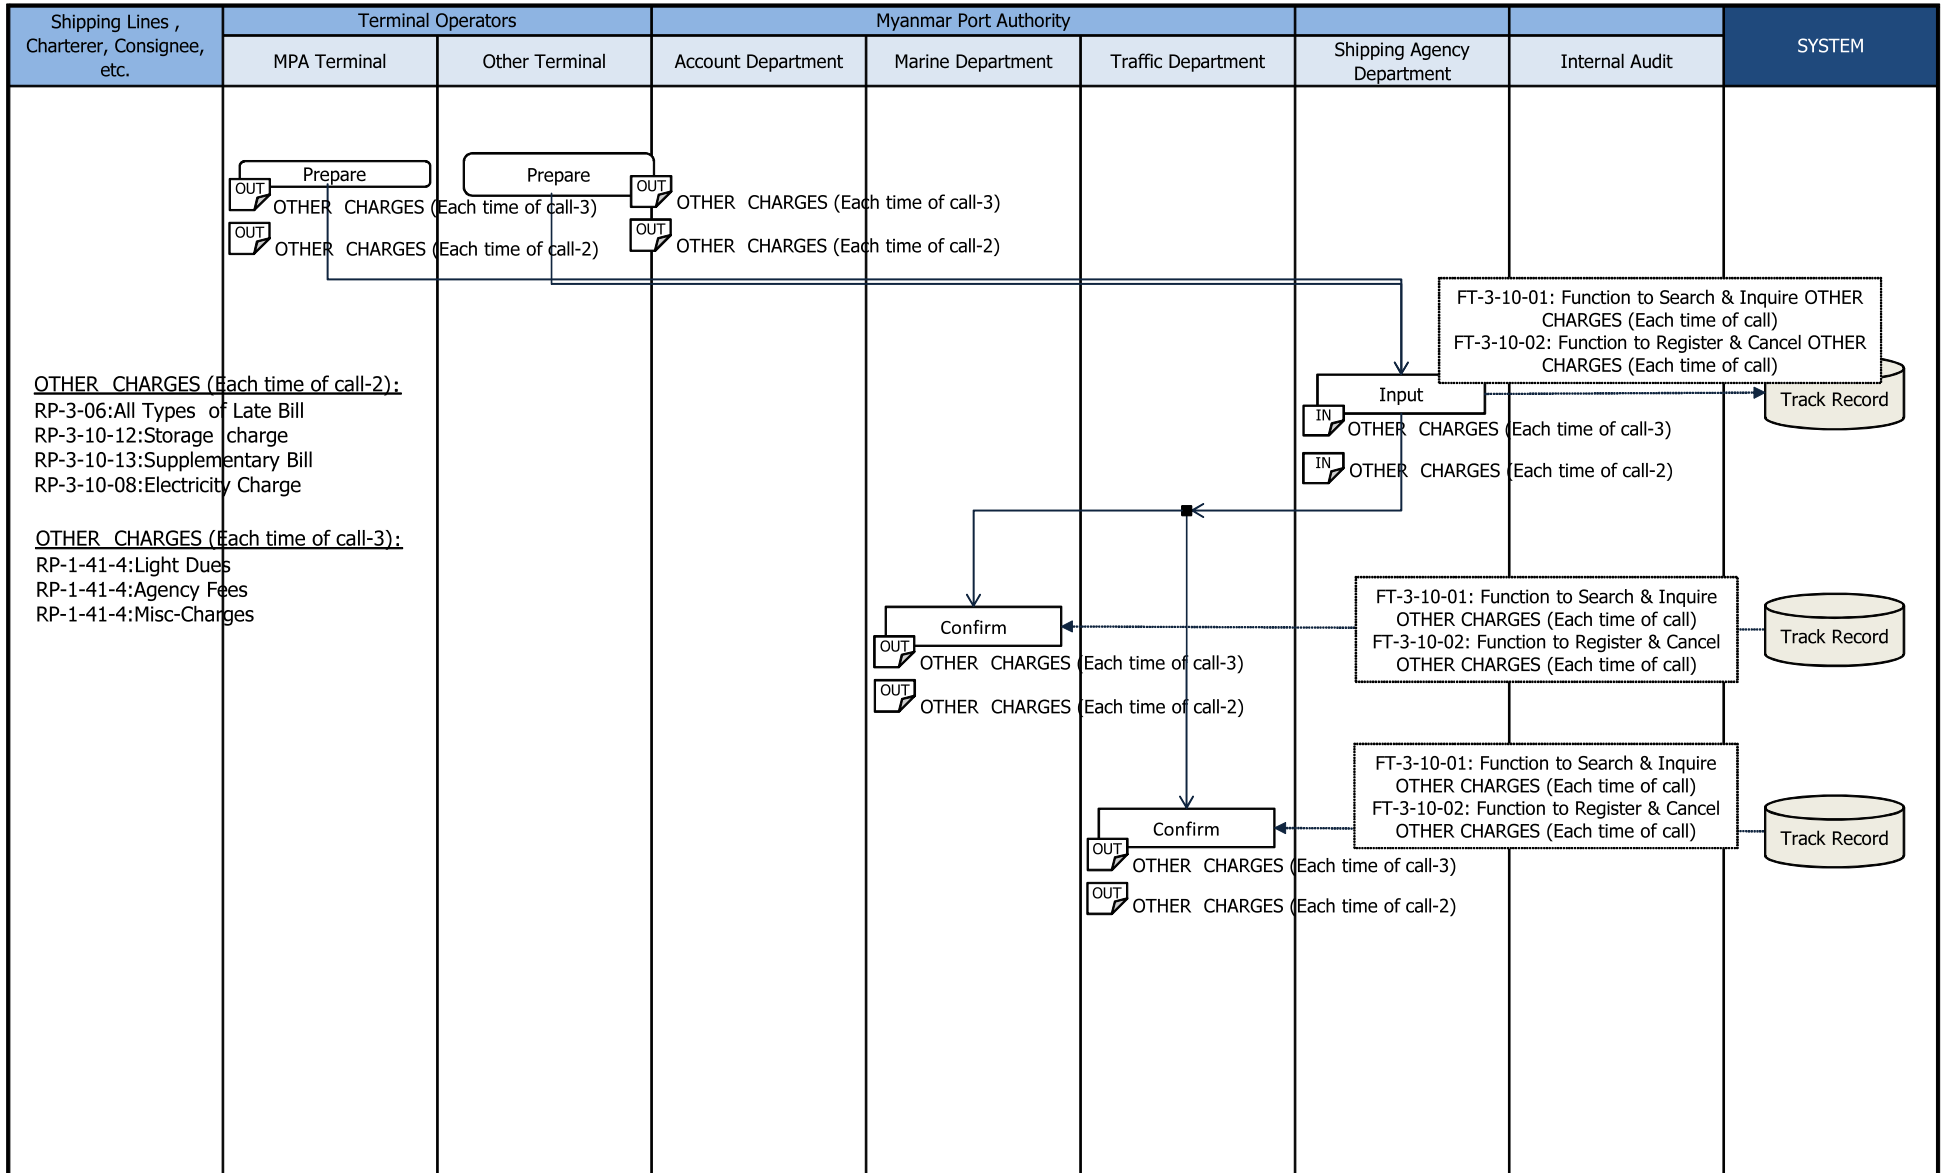 Shipping Lines ,
Charterer, Consignee,
etc.
Terminal Operators
Myanmar Port Authority
SYSTEM
MPA Terminal
Other Terminal
Account Department
Marine Department
Traffic Department
Shipping Agency
Department
Internal Audit
Prepare
OUT
OTHER CHARGES (Each time of call-3)
OUT
OTHER CHARGES (Each time of call-2)
Prepare
OUT
OTHER CHARGES (Each time of call-3)
OUT
OTHER CHARGES (Each time of call-2)
FT-3-10-01: Function to Search & Inquire OTHER
CHARGES (Each time of call)
FT-3-10-02: Function to Register & Cancel OTHER
CHARGES (Each time of call)
Input
Track Record
IN
OTHER CHARGES (Each time of call-3)
IN
OTHER CHARGES (Each time of call-2)
OTHER CHARGES (Each time of call-2):
RP-3-06:All Types of Late Bill
RP-3-10-12:Storage charge
RP-3-10-13:Supplementary Bill
RP-3-10-08:Electricity Charge
OTHER CHARGES (Each time of call-3):
RP-1-41-4:Light Dues
RP-1-41-4:Agency Fees
RP-1-41-4:Misc-Charges
FT-3-10-01: Function to Search & Inquire
OTHER CHARGES (Each time of call)
FT-3-10-02: Function to Register & Cancel
OTHER CHARGES (Each time of call)
Confirm
Track Record
OUT
OTHER CHARGES (Each time of call-3)
OUT
OTHER CHARGES (Each time of call-2)
FT-3-10-01: Function to Search & Inquire
OTHER CHARGES (Each time of call)
FT-3-10-02: Function to Register & Cancel
OTHER CHARGES (Each time of call)
Confirm
Track Record
OUT
OTHER CHARGES (Each time of call-3)
OUT
OTHER CHARGES (Each time of call-2)